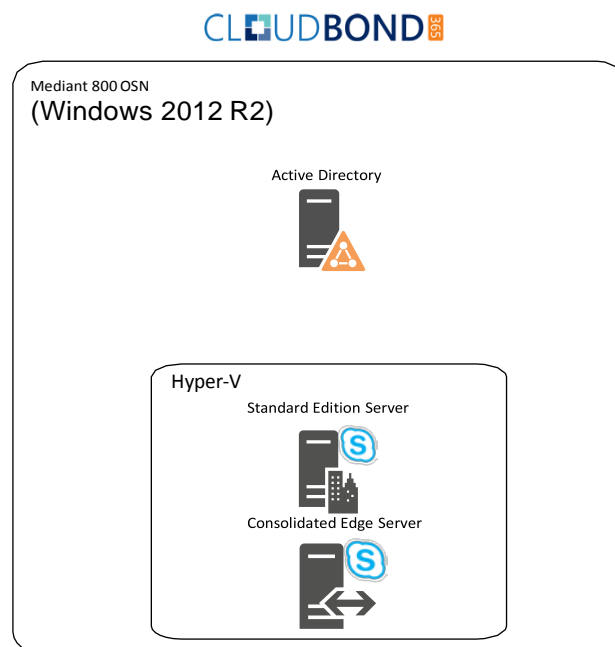 CLOUDBOND 365
Mediant 800 OSN
(Windows 2012 R2)
Active Directory
Hyper-V
Standard Edition Server
S
Consolidated Edge Server
S